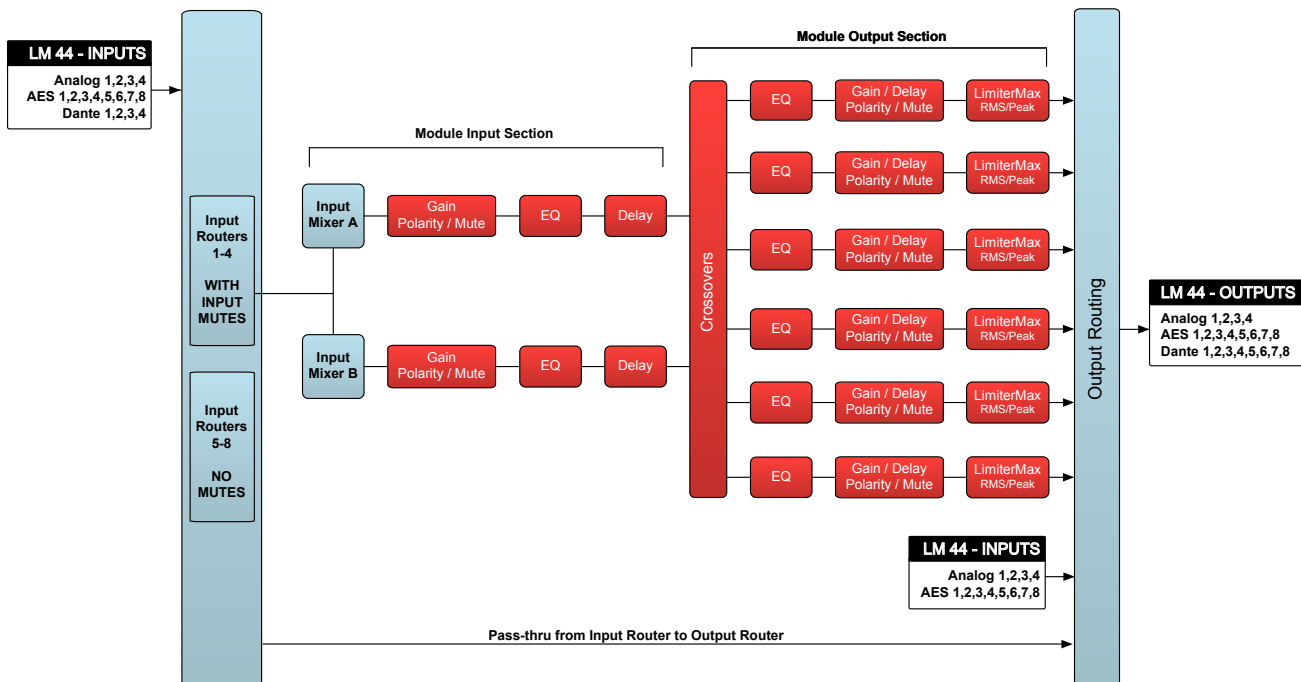 Module Output Section
LM 44 - INPUTS
Analog 1,2,3,4
AES 1,2,3,4,5,6,7,8
Dante 1,2,3,4
Module Input Section
Input
Routers
1-4
WITH
INPUT
MUTES
Input
Routers
5-8
NO
MUTES
Input
Mixer A
Gain
Polarity / Mute
EQ
Delay
Input
Mixer B
Gain
Polarity / Mute
EQ
Delay
Crossovers
EQ
Gain / Delay
Polarity / Mute
LimiterMax
RMS/Peak
EQ
Gain / Delay
Polarity / Mute
LimiterMax
RMS/Peak
EQ
Gain / Delay
Polarity / Mute
LimiterMax
RMS/Peak
EQ
Gain / Delay
Polarity / Mute
LimiterMax
RMS/Peak
EQ
Gain / Delay
Polarity / Mute
LimiterMax
RMS/Peak
EQ
Gain / Delay
Polarity / Mute
LimiterMax
RMS/Peak
Output Routing
LM 44 - OUTPUTS
Analog 1,2,3,4
AES 1,2,3,4,5,6,7,8
Dante 1,2,3,4,5,6,7,8
LM 44 - INPUTS
Analog 1,2,3,4
AES 1,2,3,4,5,6,7,8
Pass-thru from Input Router to Output Router